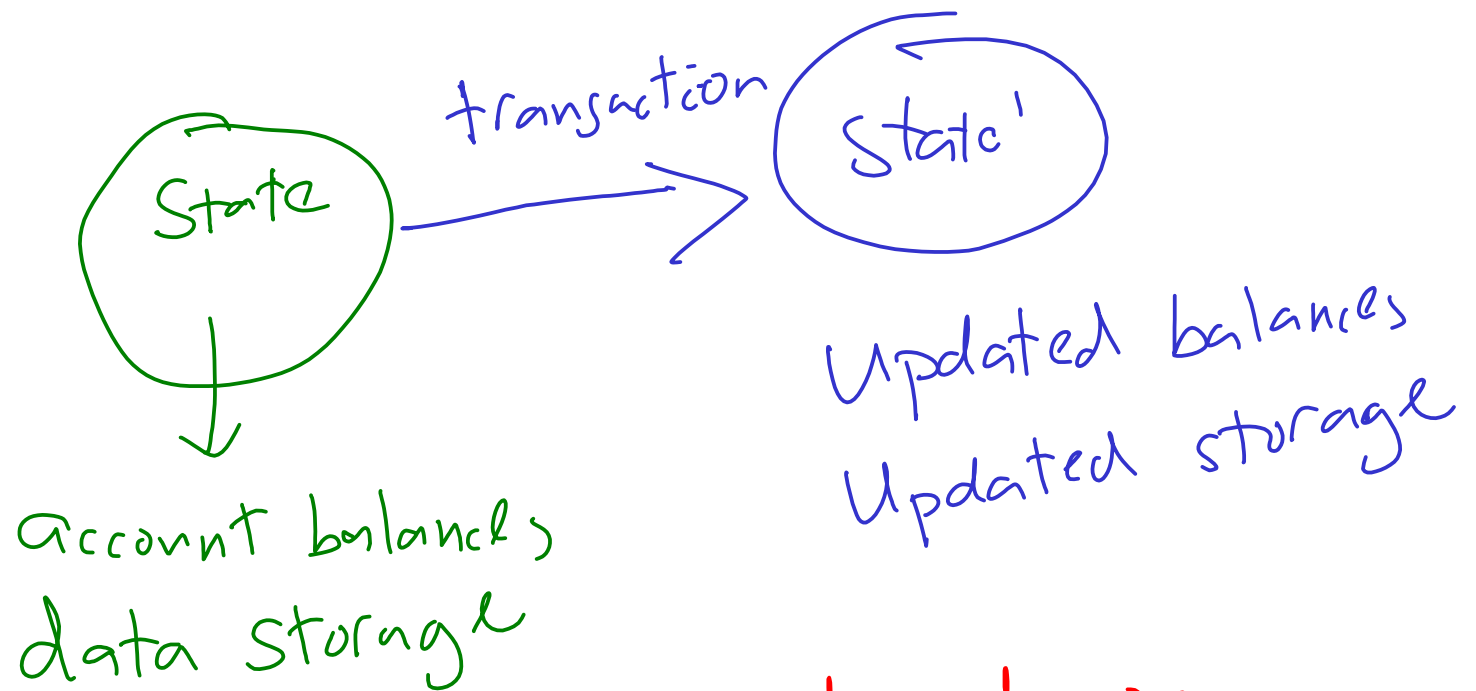 transaction
State
State'
Updated balances
Updated storage
account balances,
data storage